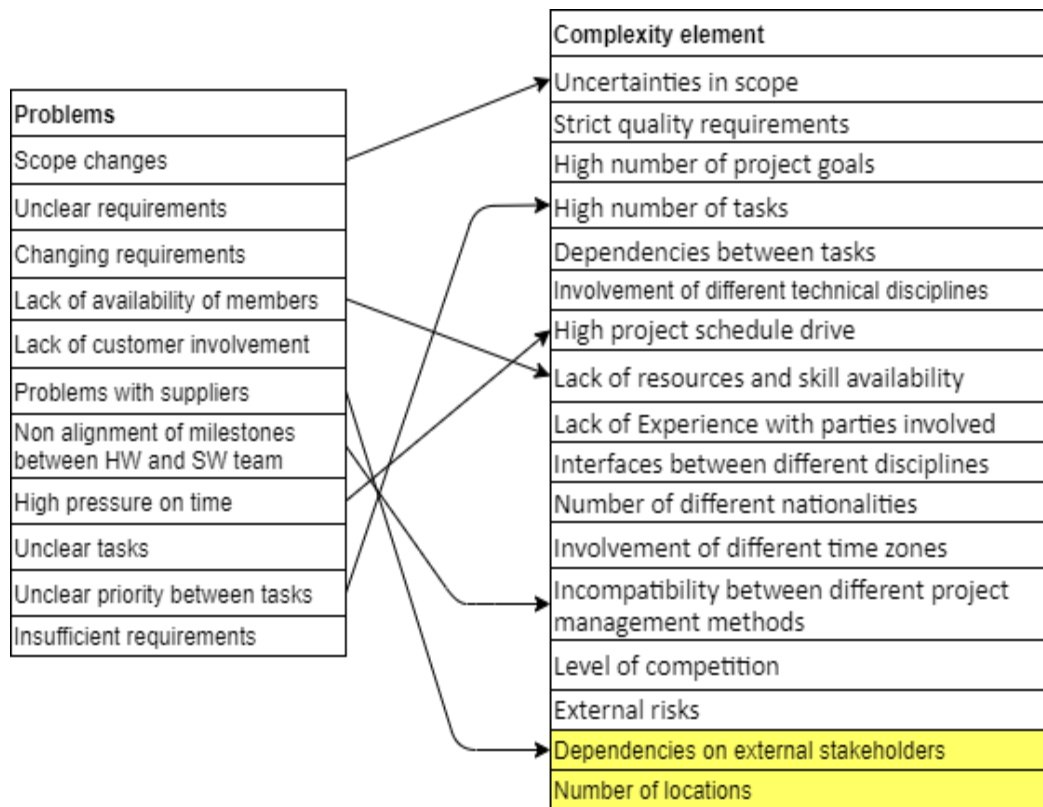 Problems
Scope changes
Unclear requirements
Changing requirements
Lack of availability of members
Lack of customer involvement
Problems with suppliers
Non alignment of milestones
between HW and SW team
High pressure on time
Unclear tasks
Unclear priority between tasks
Insufficient requirements
Complexity element
Uncertainties in scope
Strict quality requirements
High number of project goals
High number of tasks
Dependencies between tasks
Involvement of different technical disciplines
High project schedule drive
Lack of resources and skill availability
Lack of Experience with parties involved
Interfaces between different disciplines
Number of different nationalities
Involvement of different time zones
Incompatibility between different project
management methods
Level of competition
External risks
Dependencies on external stakeholders
Number of locations